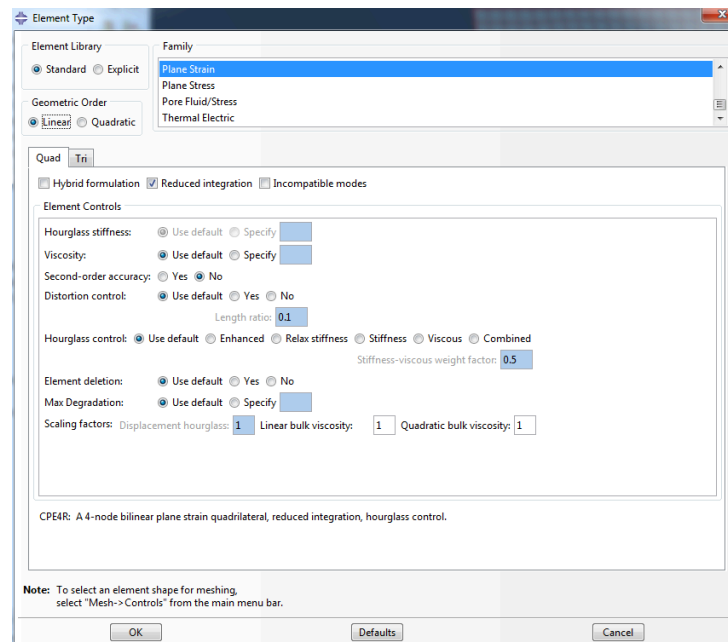 Element Type
Element Library
Standard Explicit
Geometric Order
Linear Quadratic
Family
Plane Strain
Plane Stress
Pore Fluid/Stress
Thermal Electric
Quad Tri
Hybrid formulation Reduced integration Incompatible modes
Element Controls
Hourglass stiffness: Use default Specify
Viscosity: Use default Specify
Second-order accuracy: Yes No
Distortion control: Use default Yes No
Length ratio: 0.1
Hourglass control: Use default Enhanced Relax stiffness Stiffness Viscous Combined
Stiffness-viscous weight factor: 0.5
Element deletion: Use default Yes No
Max Degradation: Use default Specify
Scaling factors: Displacement hourglass: 1 Linear bulk viscosity: 1 Quadratic bulk viscosity: 1
CPE4R: A 4-node bilinear plane strain quadrilateral, reduced integration, hourglass control.
Note: To select an element shape for meshing,
select "Mesh->Controls" from the main menu bar.
OK Defaults Cancel